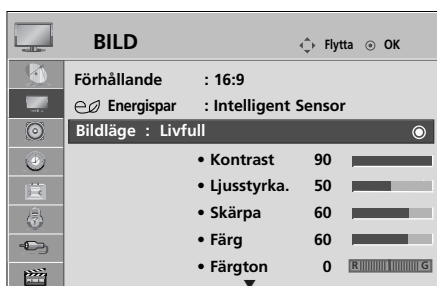 BILD Flytta OK
Förhållande : 16:9
Energispar : Intelligent Sensor
Bildläge : Livfull
• Kontrast 90
• Ljusstyrka. 50
• Skärpa 60
• Färg 60
• Färgton 0 R G